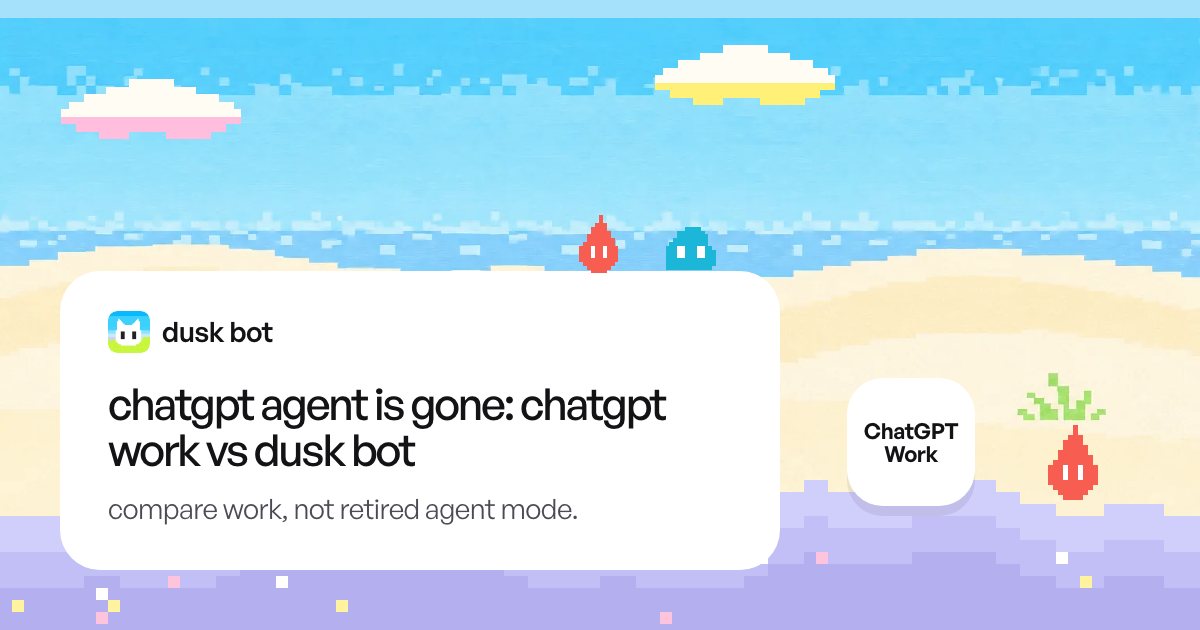 dusk bot
chatgpt agent is gone: chatgpt
work vs dusk bot
compare work, not retired agent mode.
ChatGPT
Work